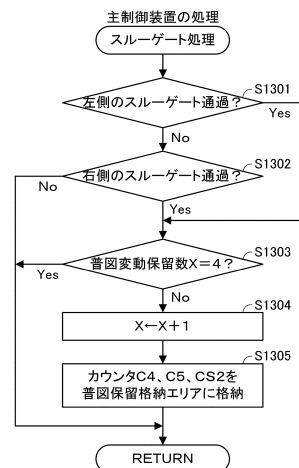 主制御装置の処理
スルーゲート処理
S1301
左側のスルーゲート通過？
Yes
No
S1302
右側のスルーゲート通過？
No
Yes
S1303
普図変動保留数X＝4？
Yes
No
S1304
X←X＋1
S1305
カウンタC4、C5、CS2を
普図保留格納エリアに格納
RETURN